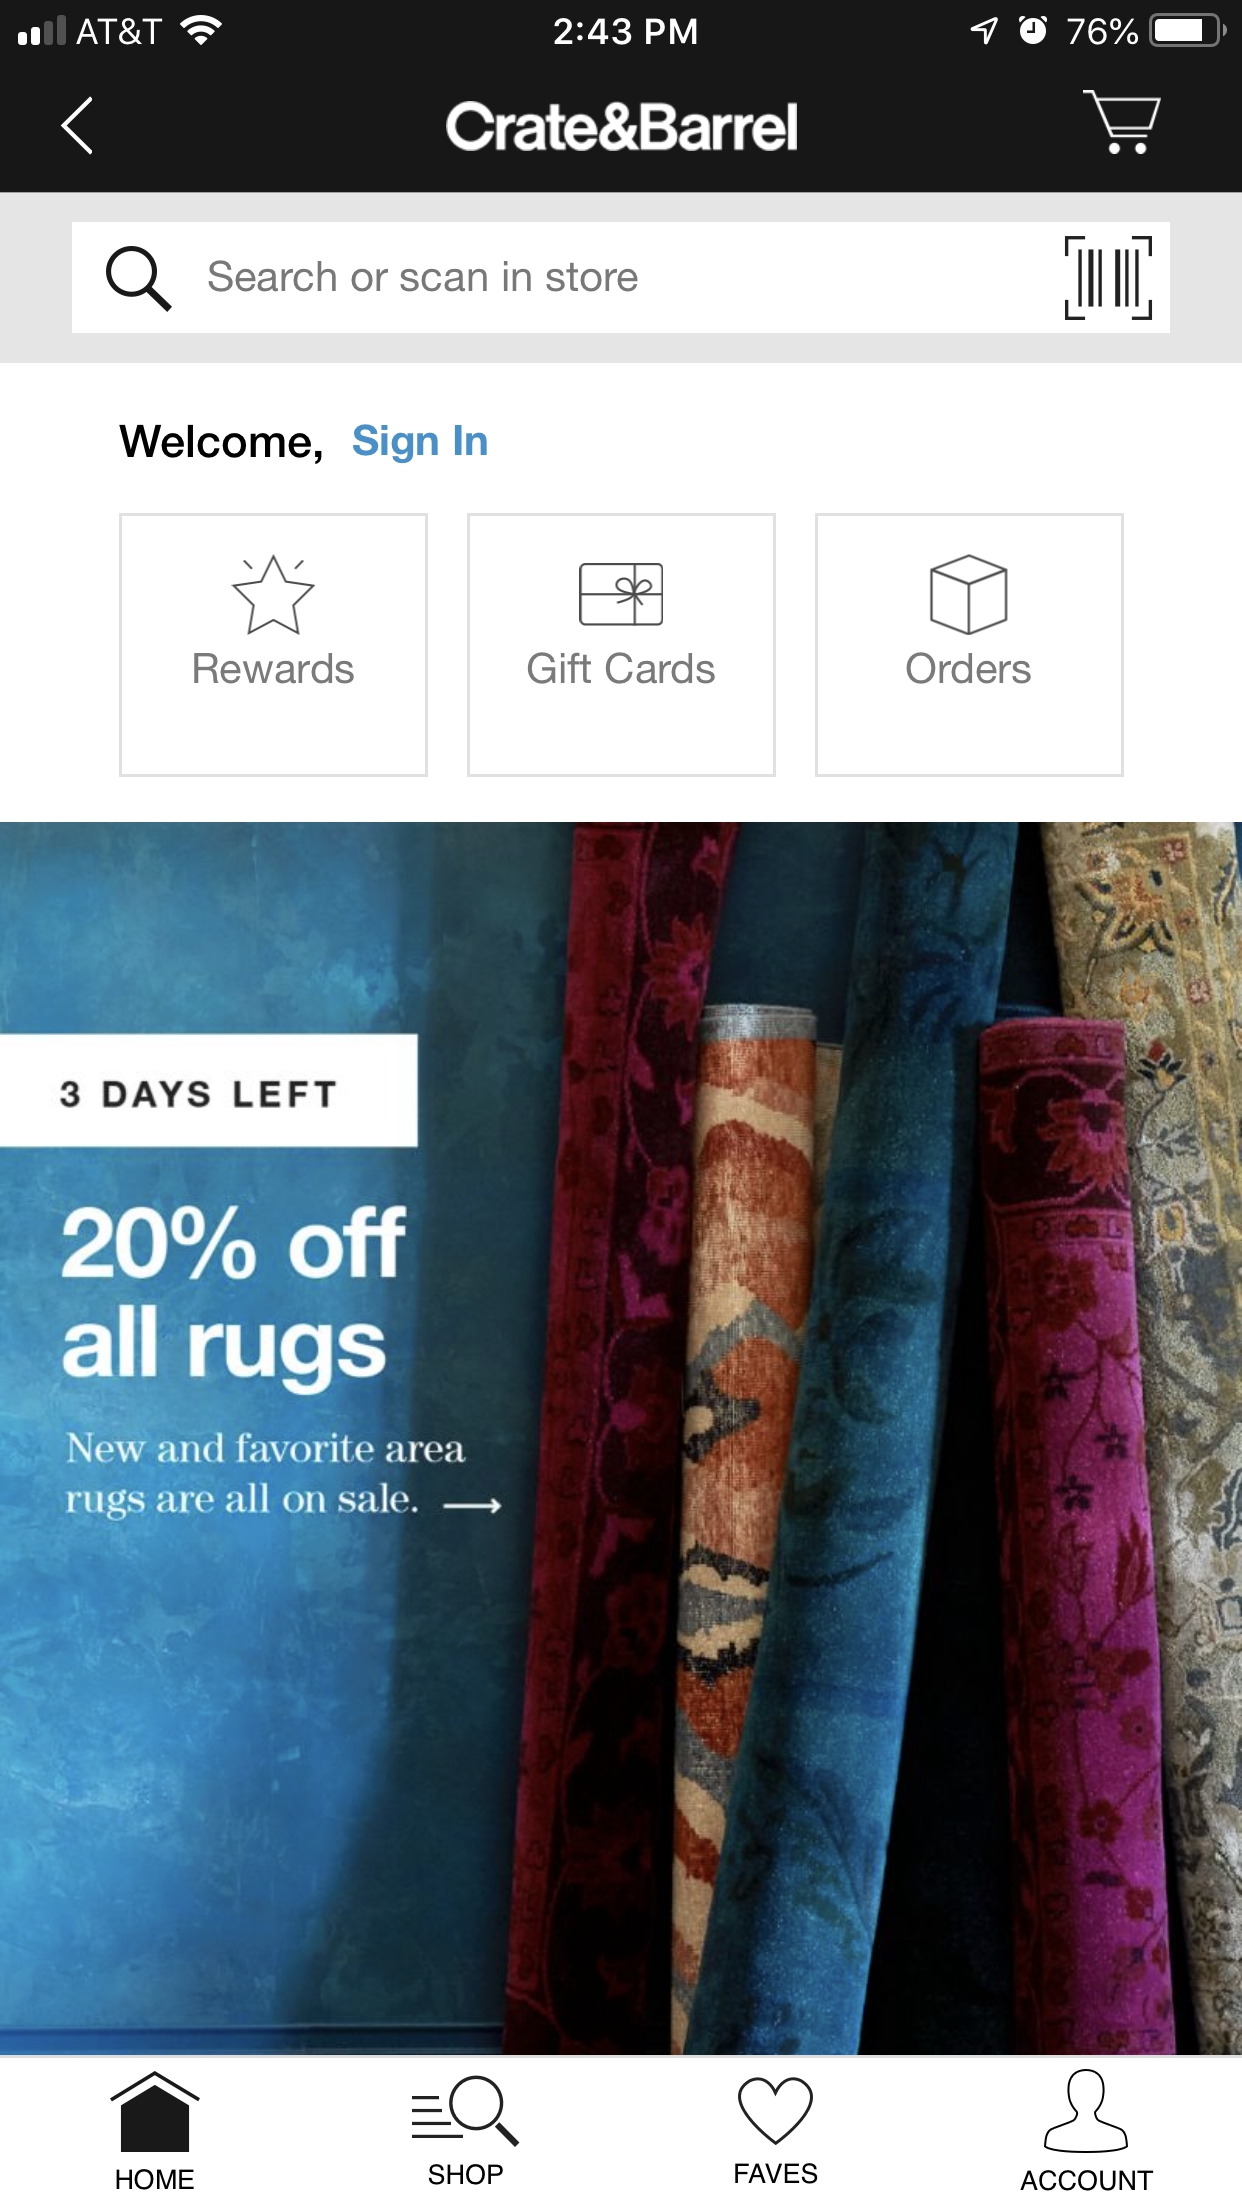 AT&T 2:43 PM 76%
Crate&Barrel
Search or scan in store
Welcome, Sign In
Rewards Gift Cards Orders
3 DAYS LEFT
20% off
all rugs
New and favorite area
rugs are all on sale. →
HOME SHOP FAVES ACCOUNT